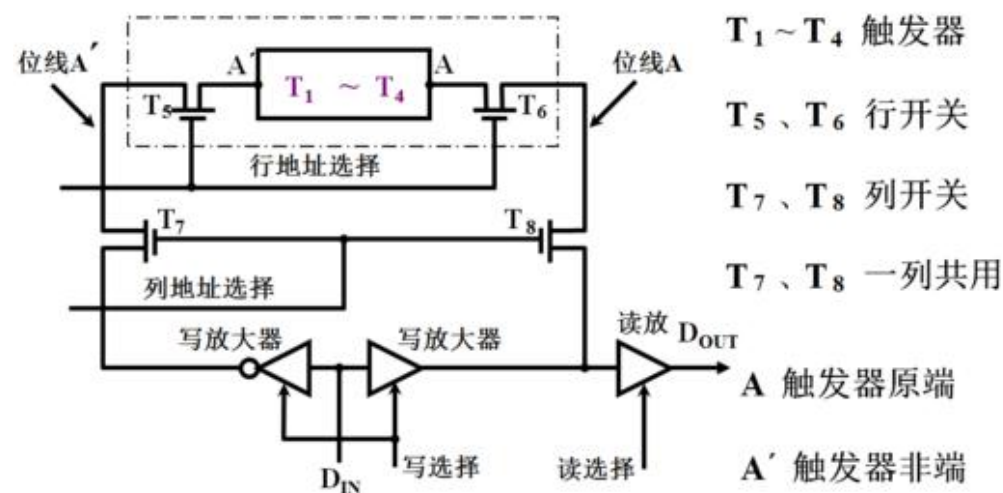 位线A′
A′
T₁ ~ T₄
A
位线A
T₅
T₆
行地址选择
T₇
T₈
列地址选择
写放大器
写放大器
读放
D_OUT
D_IN
写选择
读选择
T₁ ~ T₄ 触发器
T₅ 、T₆ 行开关
T₇ 、T₈ 列开关
T₇ 、T₈ 一列共用
A 触发器原端
A′ 触发器非端